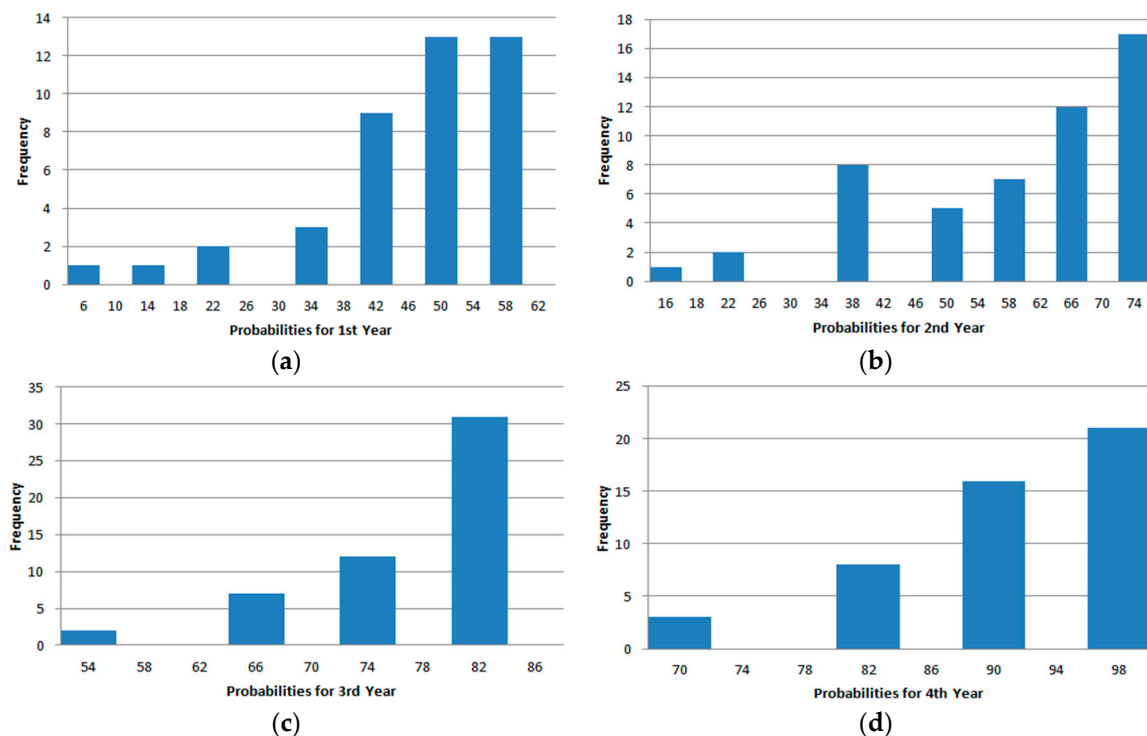 14
12
10
8
6
4
2
0
Frequency
6 10 14 18 22 26 30 34 38 42 46 50 54 58 62
Probabilities for 1st Year
(a)
18
16
14
12
10
8
6
4
2
0
Frequency
16 18 22 26 30 34 38 42 46 50 54 58 62 66 70 74
Probabilities for 2nd Year
(b)
35
30
25
20
15
10
5
0
Frequency
54 58 62 66 70 74 78 82 86
Probabilities for 3rd Year
(c)
25
20
15
10
5
0
Frequency
70 74 78 82 86 90 94 98
Probabilities for 4th Year
(d)